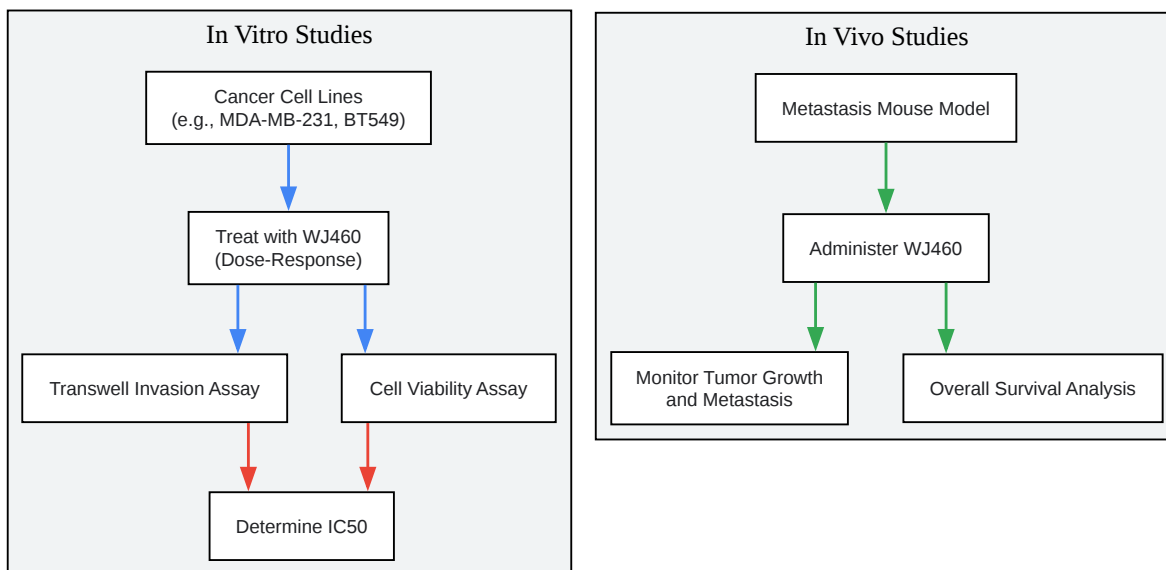 In Vitro Studies
Cancer Cell Lines
(e.g., MDA-MB-231, BT549)
Treat with WJ460
(Dose-Response)
Transwell Invasion Assay
Cell Viability Assay
Determine IC50
In Vivo Studies
Metastasis Mouse Model
Administer WJ460
Monitor Tumor Growth
and Metastasis
Overall Survival Analysis